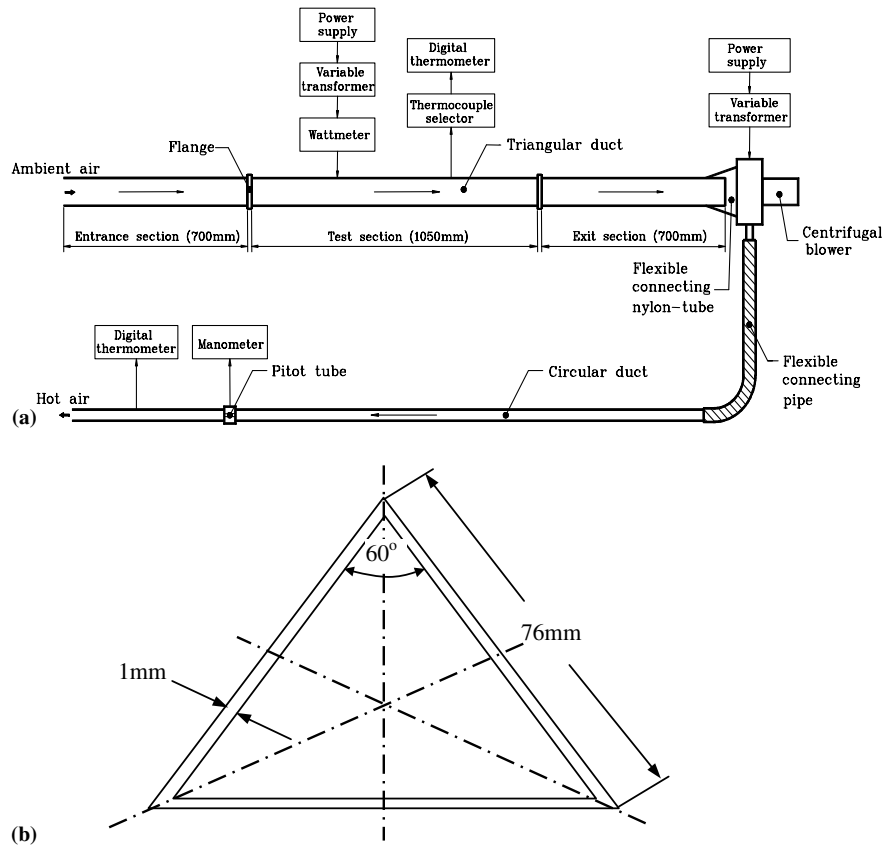 Power
supply
Variable
transformer
Wattmeter
Digital
thermometer
Thermocouple
selector
Power
supply
Variable
transformer
Flange
Triangular duct
Ambient air
Entrance section (700mm)
Test section (1050mm)
Exit section (700mm)
Centrifugal
blower
Flexible
connecting
nylon-tube
Digital
thermometer
Manometer
Pitot tube
Circular duct
Flexible
connecting
pipe
Hot air
(a)
60°
76mm
1mm
(b)